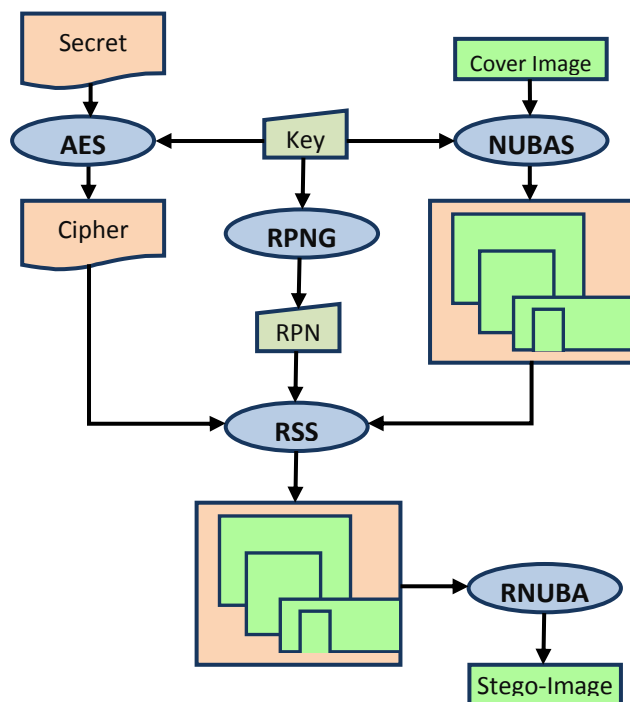 Secret
Cover Image
AES
Key
NUBAS
Cipher
RPNG
RPN
RSS
RNUBA
Stego-Image